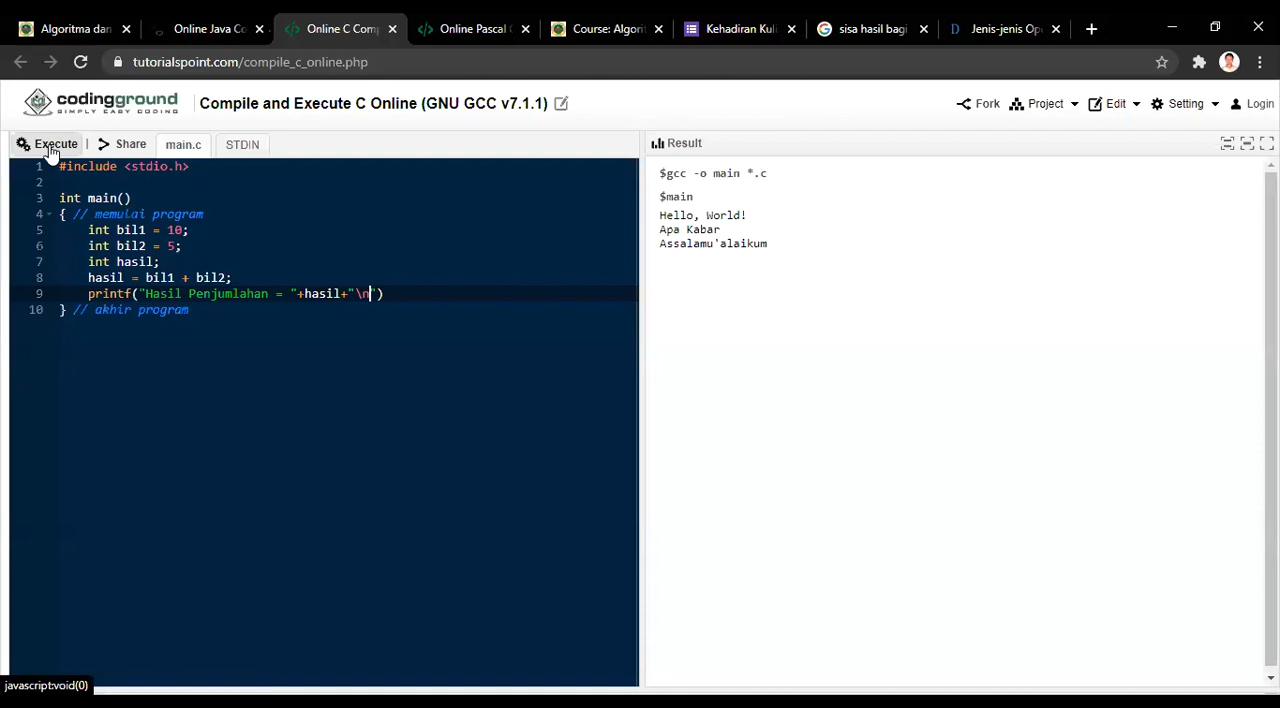 Algoritma dan
Online Java Co
Online C Comp
Online Pascal C
Course: Algorit
Kehadiran Kuli
sisa hasil bagi
Jenis-jenis Ope
tutorialspoint.com/compile_c_online.php
codingground
SIMPLY EASY CODING
Compile and Execute C Online (GNU GCC v7.1.1)
Fork
Project
Edit
Setting
Login
Execute
Share
main.c
STDIN
Result
1 #include <stdio.h>
2
3 int main()
4 { // memulai program
5 int bil1 = 10;
6 int bil2 = 5;
7 int hasil;
8 hasil = bil1 + bil2;
9 printf("Hasil Penjumlahan = "+hasil+"\n")
10 } // akhir program
$gcc -o main *.c
$main
Hello, World!
Apa Kabar
Assalamu'alaikum
javascript:void(0)